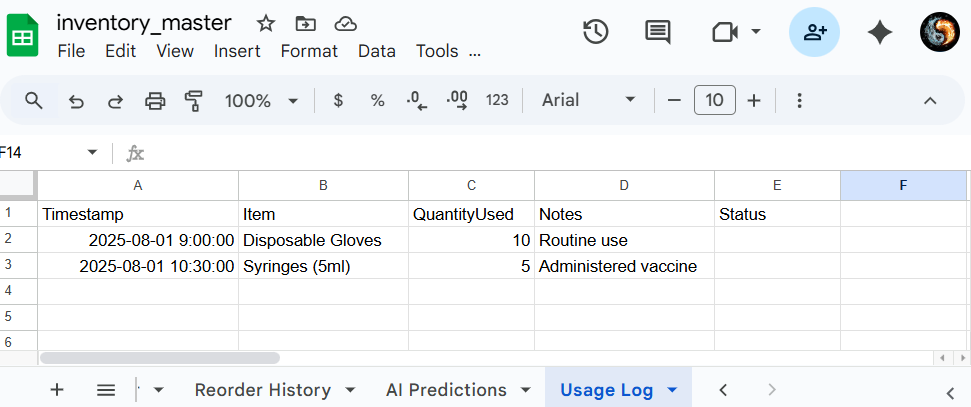 inventory_master
File Edit View Insert Format Data Tools ...
100% $ % .0 .00 123 Arial 10
F14 fx
A B C D E F
1 Timestamp Item QuantityUsed Notes Status
2 2025-08-01 9:00:00 Disposable Gloves 10 Routine use
3 2025-08-01 10:30:00 Syringes (5ml) 5 Administered vaccine
4
5
6
Reorder History AI Predictions Usage Log